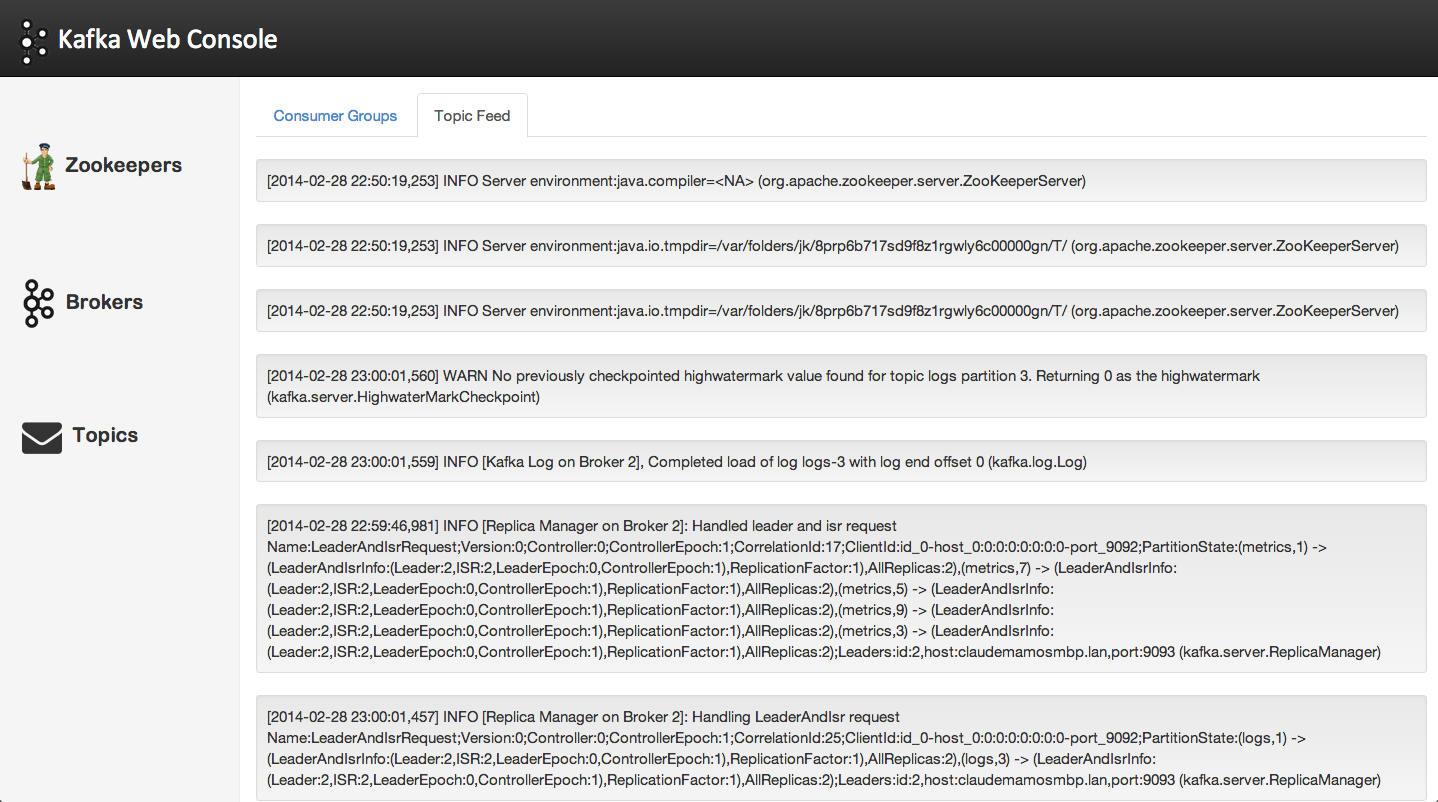 Kafka Web Console
Zookeepers
Brokers
Topics
Consumer Groups
Topic Feed
[2014-02-28 22:50:19,253] INFO Server environment:java.compiler=<NA> (org.apache.zookeeper.server.ZooKeeperServer)
[2014-02-28 22:50:19,253] INFO Server environment:java.io.tmpdir=/var/folders/jk/8prp6b717sd9f8z1rgwly6c00000gn/T/ (org.apache.zookeeper.server.ZooKeeperServer)
[2014-02-28 22:50:19,253] INFO Server environment:java.io.tmpdir=/var/folders/jk/8prp6b717sd9f8z1rgwly6c00000gn/T/ (org.apache.zookeeper.server.ZooKeeperServer)
[2014-02-28 23:00:01,560] WARN No previously checkpointed highwatermark value found for topic logs partition 3. Returning 0 as the highwatermark
(kafka.server.HighwaterMarkCheckpoint)
[2014-02-28 23:00:01,559] INFO [Kafka Log on Broker 2], Completed load of log logs-3 with log end offset 0 (kafka.log.Log)
[2014-02-28 22:59:46,981] INFO [Replica Manager on Broker 2]: Handled leader and isr request
Name:LeaderAndIsrRequest;Version:0;Controller:0;ControllerEpoch:1;CorrelationId:17;ClientId:id_0-host_0:0:0:0:0:0:0:0-port_9092;PartitionState:(metrics,1) ->
(LeaderAndIsrInfo:(Leader:2,ISR:2,LeaderEpoch:0,ControllerEpoch:1),ReplicationFactor:1),AllReplicas:2),(metrics,7) -> (LeaderAndIsrInfo:
(Leader:2,ISR:2,LeaderEpoch:0,ControllerEpoch:1),ReplicationFactor:1),AllReplicas:2),(metrics,5) -> (LeaderAndIsrInfo:
(Leader:2,ISR:2,LeaderEpoch:0,ControllerEpoch:1),ReplicationFactor:1),AllReplicas:2),(metrics,9) -> (LeaderAndIsrInfo:
(Leader:2,ISR:2,LeaderEpoch:0,ControllerEpoch:1),ReplicationFactor:1),AllReplicas:2),(metrics,3) -> (LeaderAndIsrInfo:
(Leader:2,ISR:2,LeaderEpoch:0,ControllerEpoch:1),ReplicationFactor:1),AllReplicas:2);Leaders:id:2,host:claudemamosmbp.lan,port:9093 (kafka.server.ReplicaManager)
[2014-02-28 23:00:01,457] INFO [Replica Manager on Broker 2]: Handling LeaderAndIsr request
Name:LeaderAndIsrRequest;Version:0;Controller:0;ControllerEpoch:1;CorrelationId:25;ClientId:id_0-host_0:0:0:0:0:0:0:0-port_9092;PartitionState:(logs,1) ->
(LeaderAndIsrInfo:(Leader:2,ISR:2,LeaderEpoch:0,ControllerEpoch:1),ReplicationFactor:1),AllReplicas:2),(logs,3) -> (LeaderAndIsrInfo:
(Leader:2,ISR:2,LeaderEpoch:0,ControllerEpoch:1),ReplicationFactor:1),AllReplicas:2);Leaders:id:2,host:claudemamosmbp.lan,port:9093 (kafka.server.ReplicaManager)